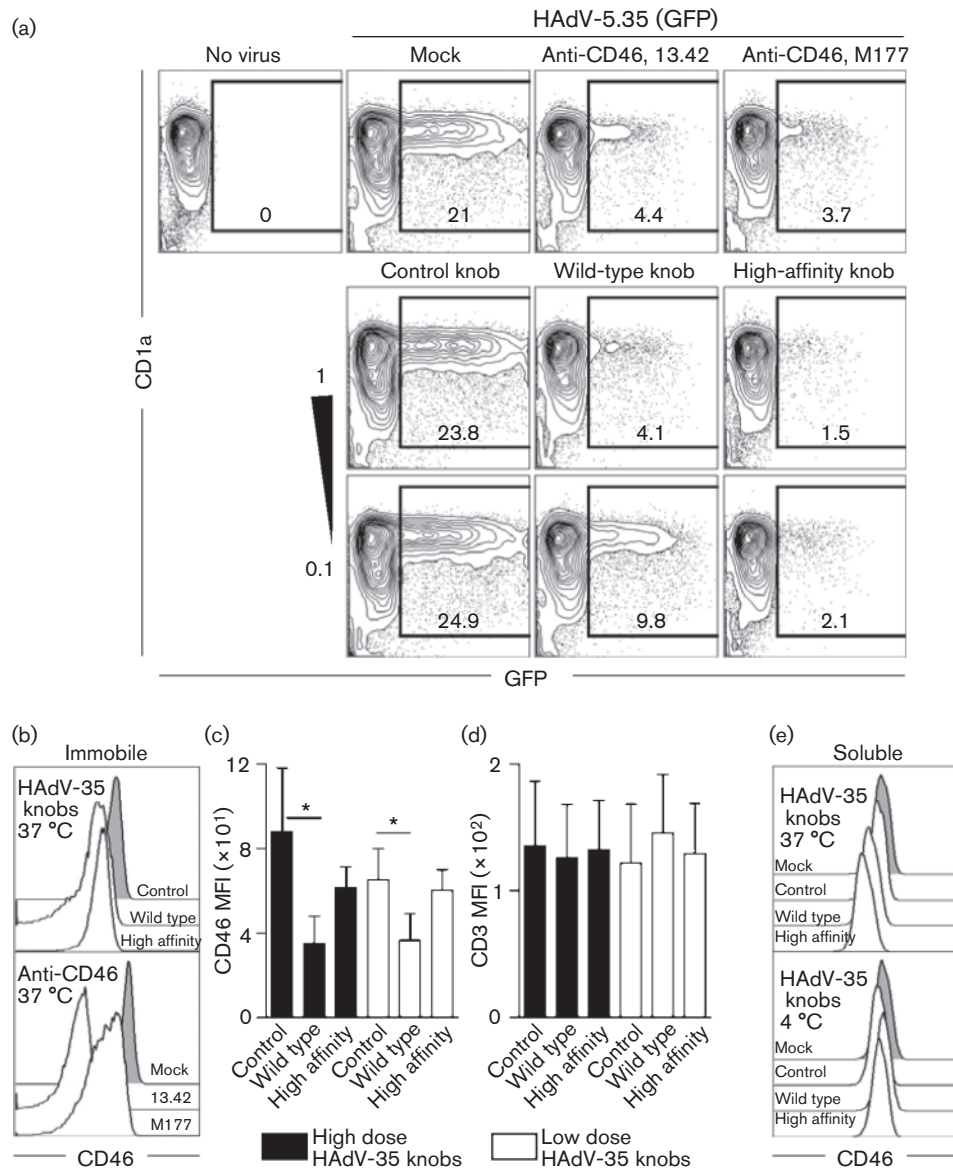 (a)
HAdV-5.35 (GFP)
No virus
Mock
Anti-CD46, 13.42
Anti-CD46, M177
0
21
4.4
3.7
Control knob
Wild-type knob
High-affinity knob
CD1a
1
0.1
23.8
4.1
1.5
24.9
9.8
2.1
GFP
(b)
Immobile
HAdV-35
knobs
37 °C
Control
Wild type
High affinity
Anti-CD46
37 °C
Mock
13.42
M177
CD46
(c)
CD46 MFI (×10¹)
12
8
4
0
*
*
Control
Wild type
High affinity
Control
Wild type
High affinity
(d)
CD3 MFI (×10²)
2
1
0
Control
Wild type
High affinity
Control
Wild type
High affinity
High dose
HAdV-35 knobs
Low dose
HAdV-35 knobs
(e)
Soluble
HAdV-35
knobs
37 °C
Mock
Control
Wild type
High affinity
HAdV-35
knobs
4 °C
Mock
Control
Wild type
High affinity
CD46